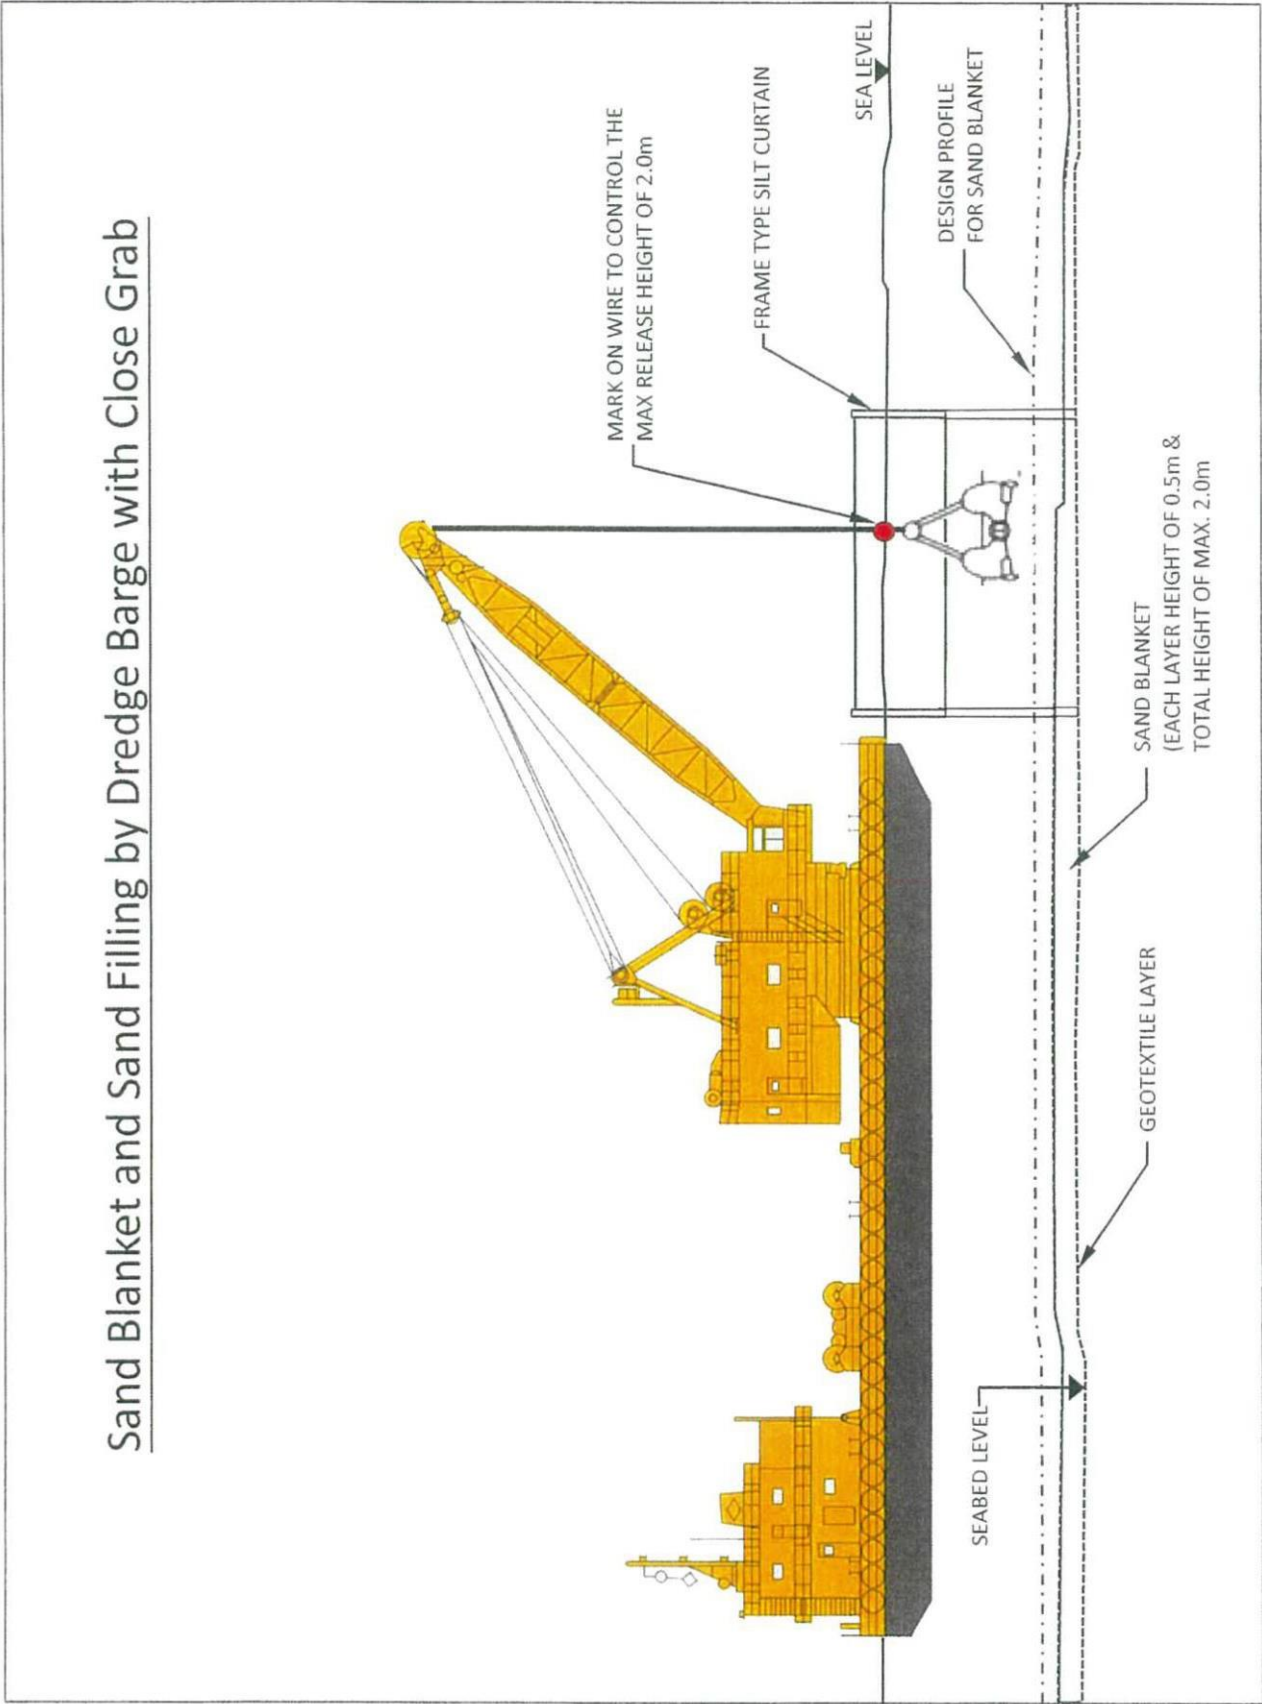 Sand Blanket and Sand Filling by Dredge Barge with Close Grab
MARK ON WIRE TO CONTROL THE
MAX RELEASE HEIGHT OF 2.0m
FRAME TYPE SILT CURTAIN
SEA LEVEL
DESIGN PROFILE
FOR SAND BLANKET
SEABED LEVEL
GEOTEXTILE LAYER
SAND BLANKET
(EACH LAYER HEIGHT OF 0.5m &
TOTAL HEIGHT OF MAX. 2.0m